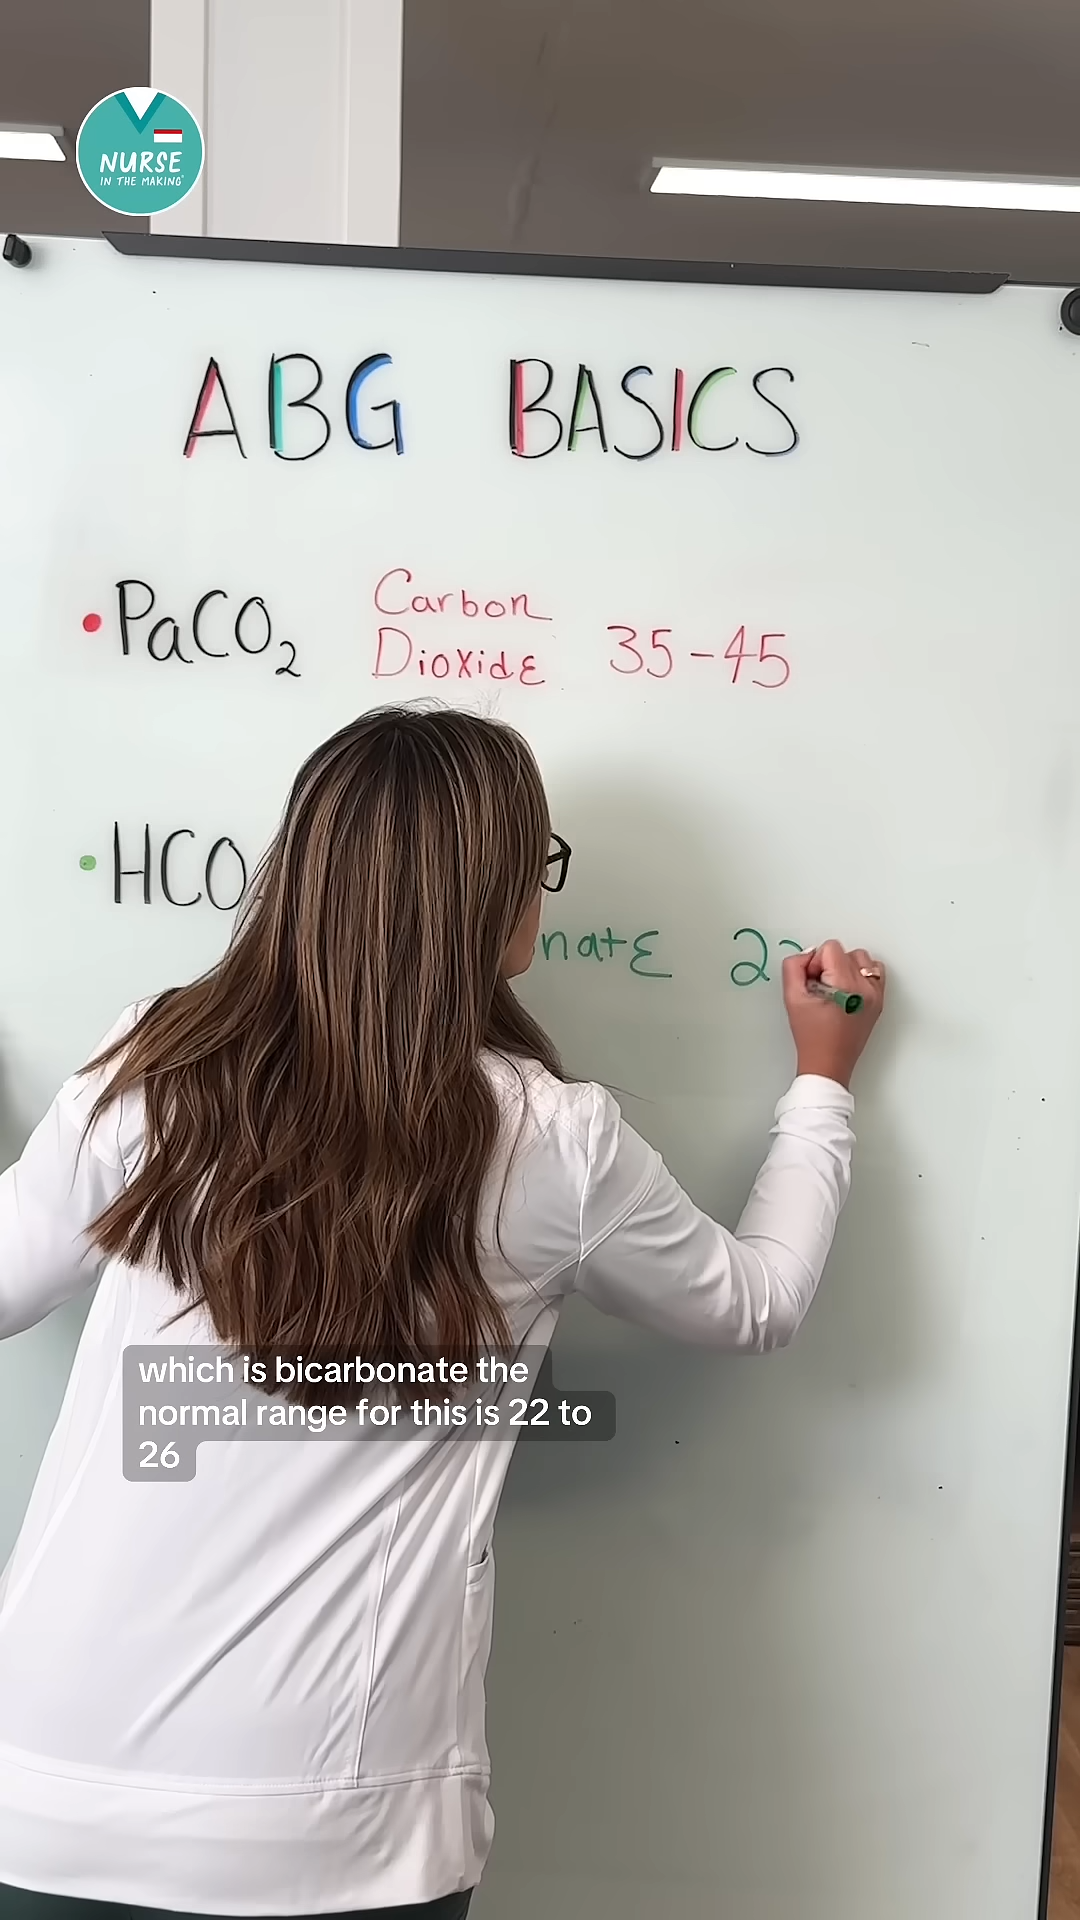 NURSE
IN THE MAKING
ABG BASICS
• PaCO₂ Carbon Dioxide 35-45
• HCO
nate 22
which is bicarbonate the
normal range for this is 22 to
26